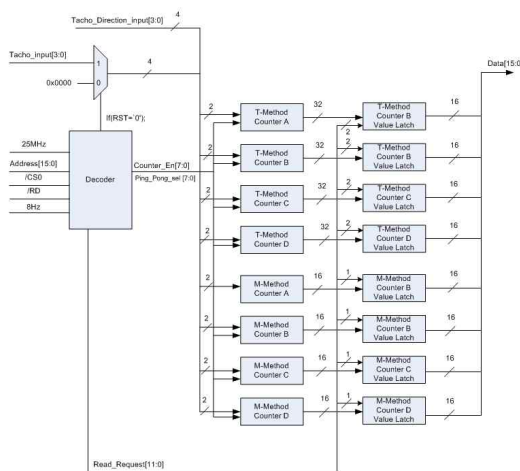 Tacho_Direction_input[3:0]
4
Tacho_input[3:0]
Data[15:0
1
4
0x0000
0
If(RST='0');
25MHz
Address[15:0]
/CS0
/RD
8Hz
Decoder
Counter_En[7:0]
Ping_Pong_sel [7:0]
2
T-Method
Counter A
32
2
T-Method
Counter B
Value Latch
16
2
T-Method
Counter B
32
2
T-Method
Counter B
Value Latch
16
2
T-Method
Counter C
32
2
T-Method
Counter C
Value Latch
16
2
T-Method
Counter D
32
2
T-Method
Counter D
Value Latch
16
2
M-Method
Counter A
16
1
M-Method
Counter B
Value Latch
16
2
M-Method
Counter B
16
1
M-Method
Counter B
Value Latch
16
2
M-Method
Counter C
16
1
M-Method
Counter C
Value Latch
16
2
M-Method
Counter D
16
1
M-Method
Counter D
Value Latch
16
Read_Request[11:0]